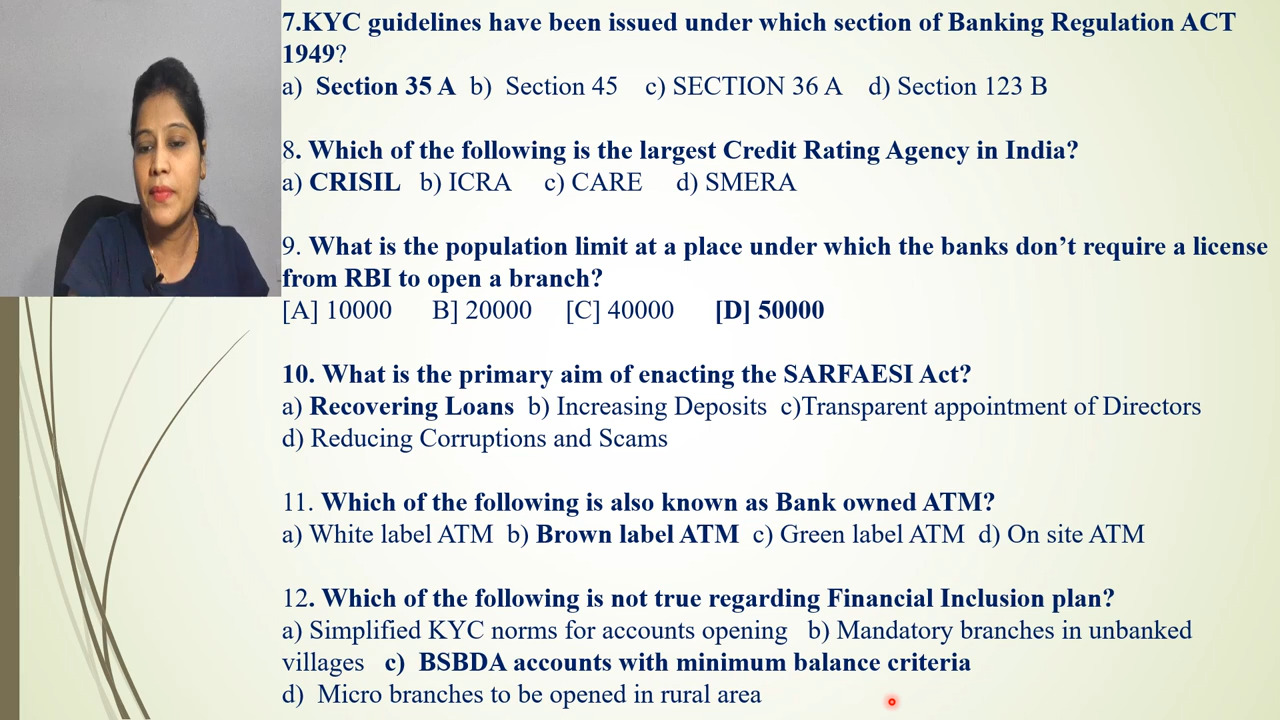 7.KYC guidelines have been issued under which section of Banking Regulation ACT
1949?
a) Section 35 A b) Section 45 c) SECTION 36 A d) Section 123 B
8. Which of the following is the largest Credit Rating Agency in India?
a) CRISIL b) ICRA c) CARE d) SMERA
9. What is the population limit at a place under which the banks don’t require a license
from RBI to open a branch?
[A] 10000 B] 20000 [C] 40000 [D] 50000
10. What is the primary aim of enacting the SARFAESI Act?
a) Recovering Loans b) Increasing Deposits c)Transparent appointment of Directors
d) Reducing Corruptions and Scams
11. Which of the following is also known as Bank owned ATM?
a) White label ATM b) Brown label ATM c) Green label ATM d) On site ATM
12. Which of the following is not true regarding Financial Inclusion plan?
a) Simplified KYC norms for accounts opening b) Mandatory branches in unbanked
villages c) BSBDA accounts with minimum balance criteria
d) Micro branches to be opened in rural area